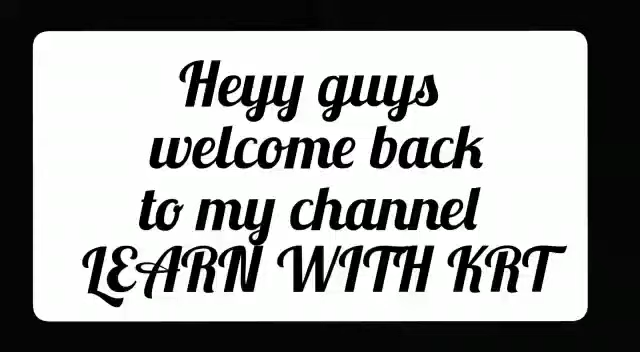 Heyy guys
welcome back
to my channel
LEARN WITH KRT